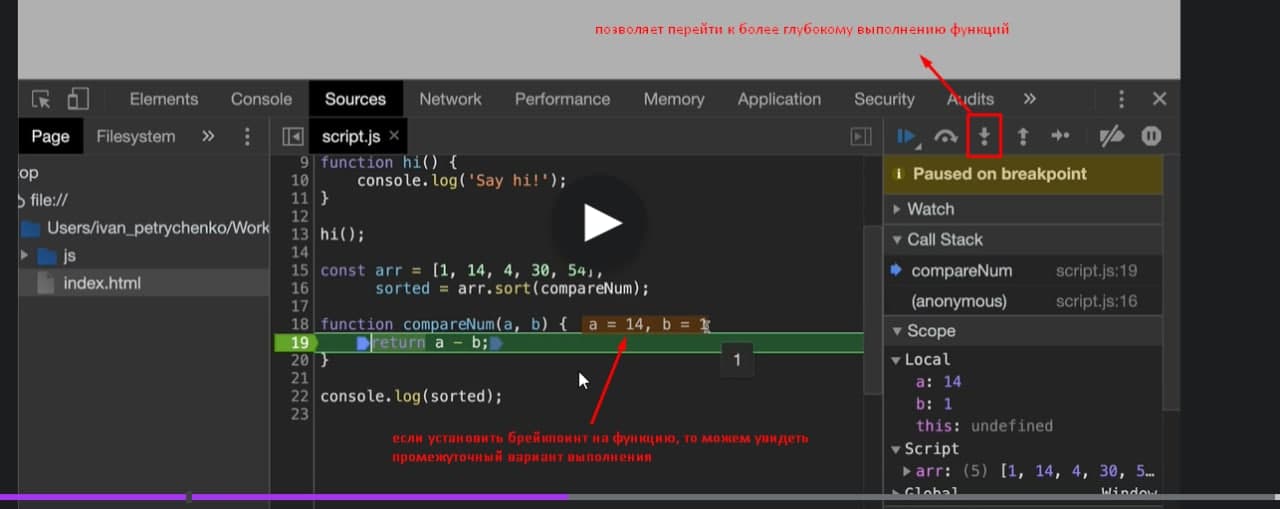 позволяет перейти к более глубокому выполнению функций
Elements Console Sources Network Performance Memory Application Security Audits »
Page Filesystem »
script.js ×
op
file://
Users/ivan_petrychenko/Work
js
index.html
9 function hi() {
10 console.log('Say hi!');
11 }
12
13 hi();
14
15 const arr = [1, 14, 4, 30, 54],
16 sorted = arr.sort(compareNum);
17
18 function compareNum(a, b) { a = 14, b = 1
19 return a - b;
20 }
21
22 console.log(sorted);
23
1
если установить брейкпоинт на функцию, то можем увидеть
промежуточный вариант выполнения
Paused on breakpoint
Watch
Call Stack
compareNum script.js:19
(anonymous) script.js:16
Scope
Local
a: 14
b: 1
this: undefined
Script
arr: (5) [1, 14, 4, 30, 5…
Global Window